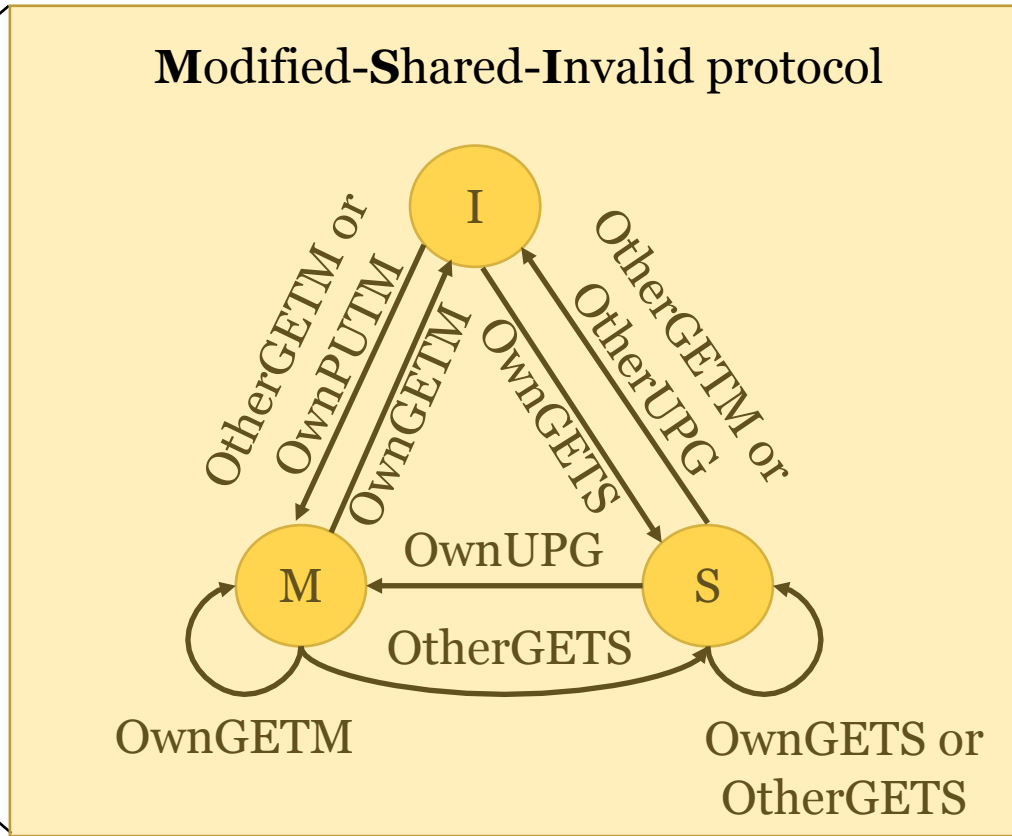 Modified-Shared-Invalid protocol
I
OtherGETM or
OwnPUTM
OwnGETM
OwnGETS
OtherGETM or
OtherUPG
OwnUPG
M
S
OtherGETS
OwnGETM
OwnGETS or
OtherGETS